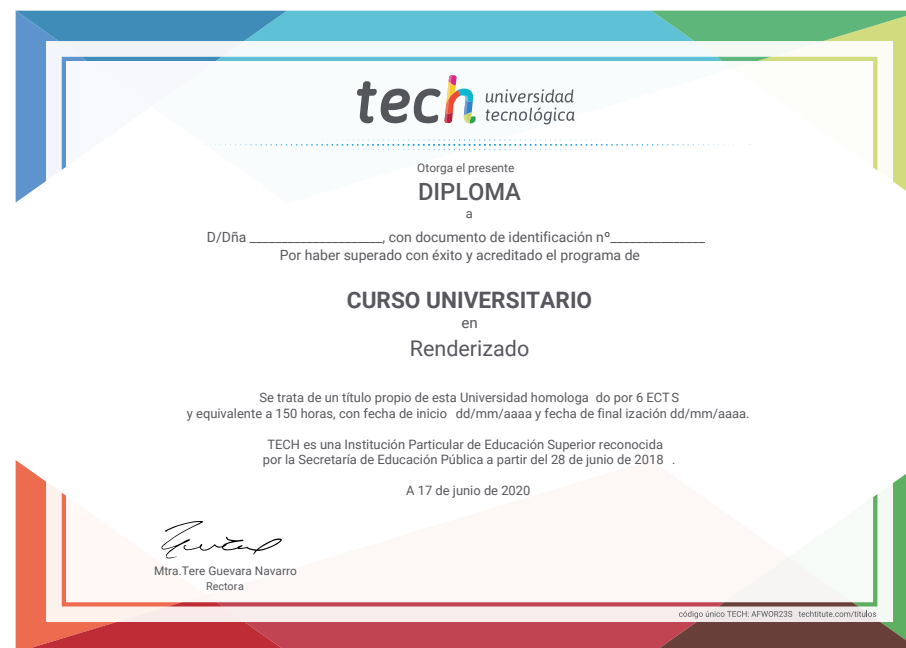 tech universidad
tecnológica
Otorga el presente
DIPLOMA
a
D/Dña ____________________, con documento de identificación nº______________
Por haber superado con éxito y acreditado el programa de
CURSO UNIVERSITARIO
en
Renderizado
Se trata de un título propio de esta Universidad homologa do por 6 ECTS
y equivalente a 150 horas, con fecha de inicio dd/mm/aaaa y fecha de final ización dd/mm/aaaa.
TECH es una Institución Particular de Educación Superior reconocida
por la Secretaría de Educación Pública a partir del 28 de junio de 2018 .
A 17 de junio de 2020
Mtra.Tere Guevara Navarro
Rectora
código único TECH: AFWOR23S techtitute.com/titulos